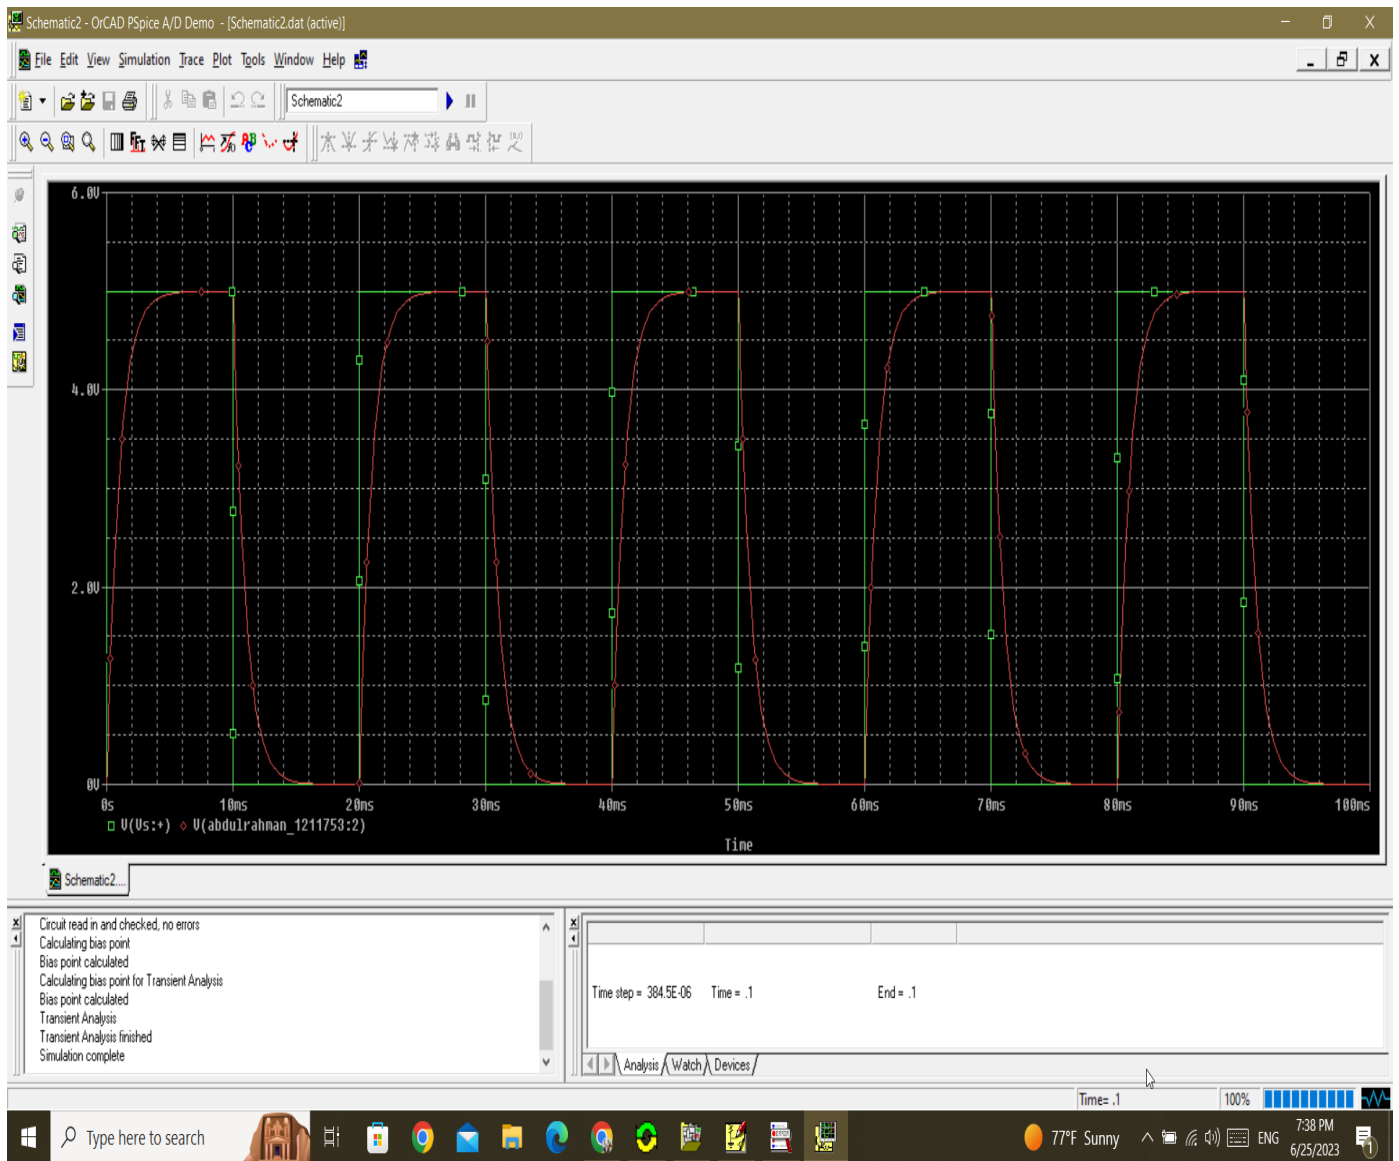 Schematic2 - OrCAD PSpice A/D Demo - [Schematic2.dat (active)]
File Edit View Simulation Trace Plot Tools Window Help
Schematic2
6.0V
4.0V
2.0V
0V
0s 10ms 20ms 30ms 40ms 50ms 60ms 70ms 80ms 90ms 100ms
V(Vs:+) V(abdulrahman_1211753:2)
Time
Schematic2....
Circuit read in and checked, no errors
Calculating bias point
Bias point calculated
Calculating bias point for Transient Analysis
Bias point calculated
Transient Analysis
Transient Analysis finished
Simulation complete
Time step = 384.5E-06 Time = .1 End = .1
Analysis Watch Devices
Time= .1 100%
Type here to search
77°F Sunny
ENG
7:38 PM
6/25/2023
1